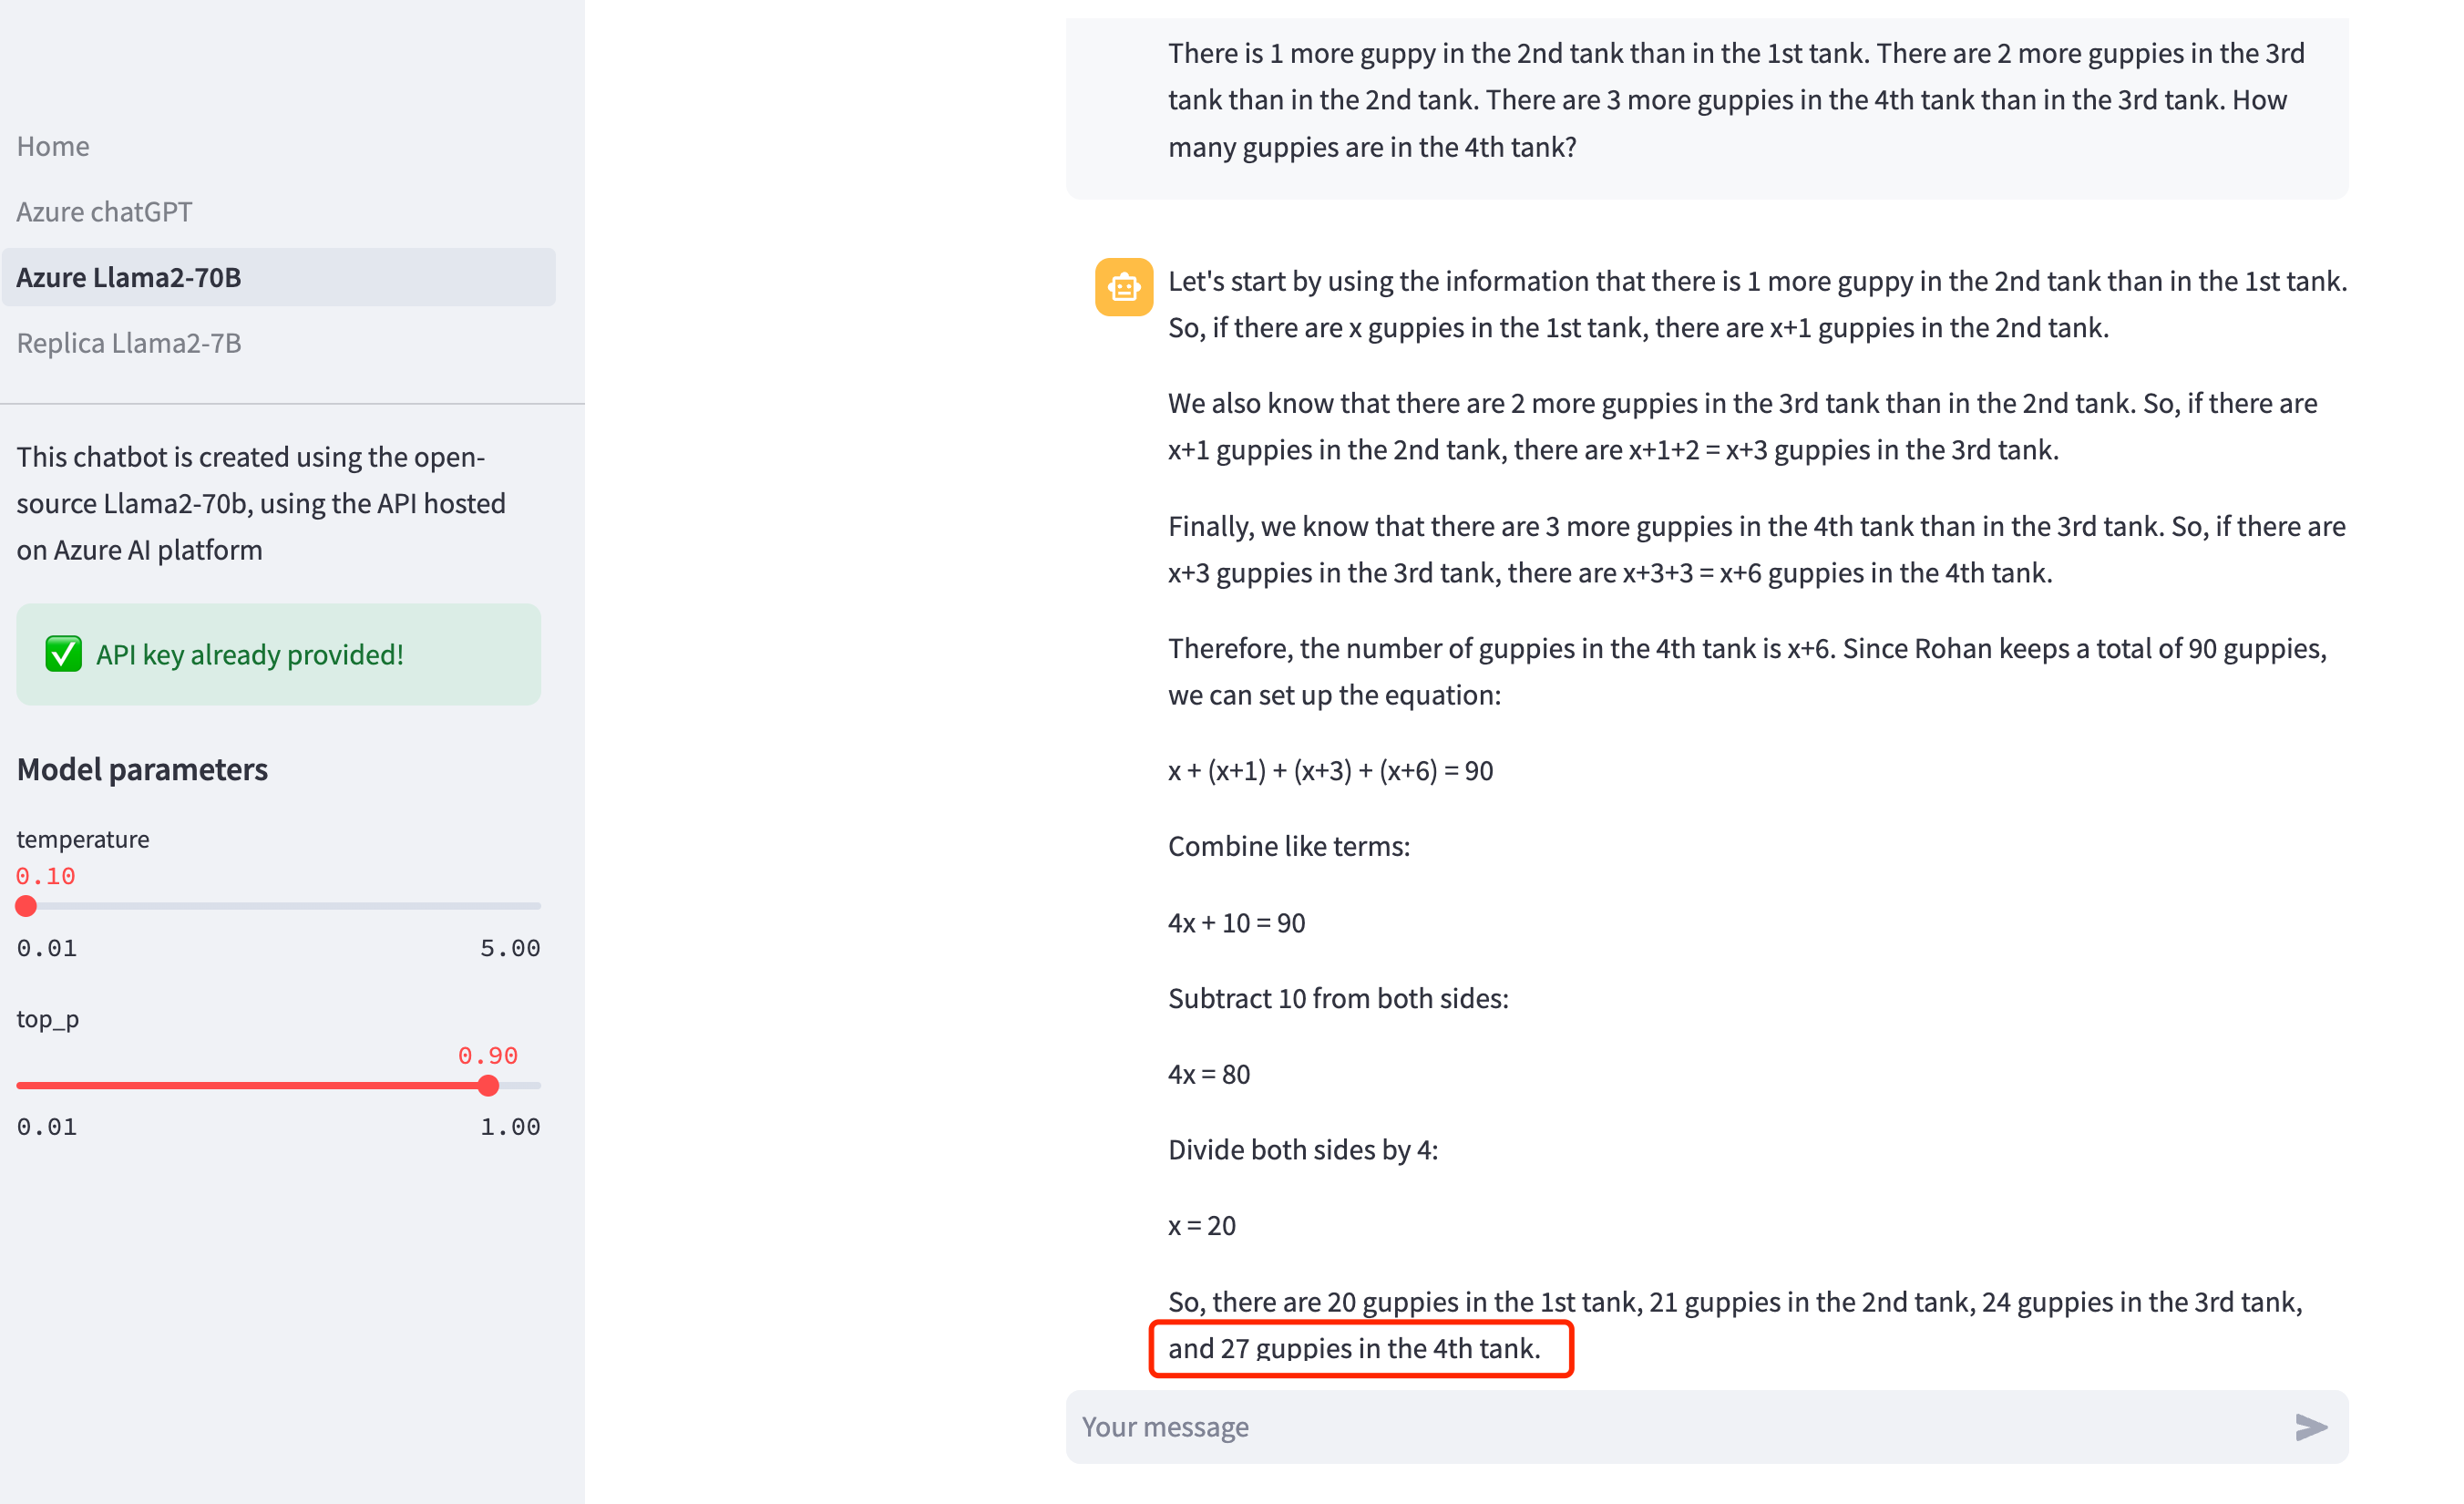 Home
Azure chatGPT
Azure Llama2-70B
Replica Llama2-7B
This chatbot is created using the open-
source Llama2-70b, using the API hosted
on Azure AI platform
API key already provided!
Model parameters
temperature
0.10
0.01 5.00
top_p
0.90
0.01 1.00
There is 1 more guppy in the 2nd tank than in the 1st tank. There are 2 more guppies in the 3rd
tank than in the 2nd tank. There are 3 more guppies in the 4th tank than in the 3rd tank. How
many guppies are in the 4th tank?
Let's start by using the information that there is 1 more guppy in the 2nd tank than in the 1st tank.
So, if there are x guppies in the 1st tank, there are x+1 guppies in the 2nd tank.
We also know that there are 2 more guppies in the 3rd tank than in the 2nd tank. So, if there are
x+1 guppies in the 2nd tank, there are x+1+2 = x+3 guppies in the 3rd tank.
Finally, we know that there are 3 more guppies in the 4th tank than in the 3rd tank. So, if there are
x+3 guppies in the 3rd tank, there are x+3+3 = x+6 guppies in the 4th tank.
Therefore, the number of guppies in the 4th tank is x+6. Since Rohan keeps a total of 90 guppies,
we can set up the equation:
x + (x+1) + (x+3) + (x+6) = 90
Combine like terms:
4x + 10 = 90
Subtract 10 from both sides:
4x = 80
Divide both sides by 4:
x = 20
So, there are 20 guppies in the 1st tank, 21 guppies in the 2nd tank, 24 guppies in the 3rd tank,
and 27 guppies in the 4th tank.
Your message